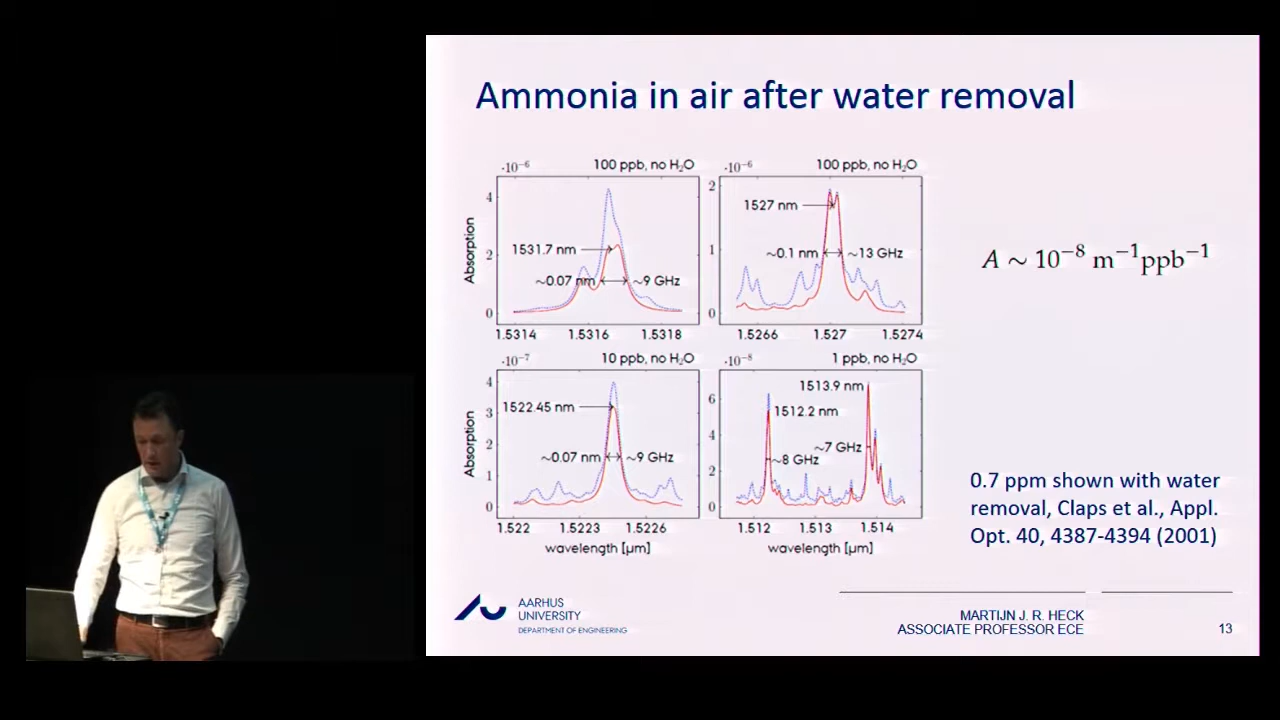 Ammonia in air after water removal
·10⁻⁶ 100 ppb, no H₂O
4
2
0
Absorption
1531.7 nm
~0.07 nm ~9 GHz
1.5314 1.5316 1.5318
·10⁻⁶ 100 ppb, no H₂O
2
1
0
1527 nm
~0.1 nm ~13 GHz
1.5266 1.527 1.5274
A ~ 10⁻⁸ m⁻¹ppb⁻¹
·10⁻⁷ 10 ppb, no H₂O
4
3
2
1
0
Absorption
1522.45 nm
~0.07 nm ~9 GHz
1.522 1.5223 1.5226
wavelength [µm]
·10⁻⁸ 1 ppb, no H₂O
6
4
2
0
1513.9 nm
1512.2 nm
~7 GHz
~8 GHz
1.512 1.513 1.514
wavelength [µm]
0.7 ppm shown with water
removal, Claps et al., Appl.
Opt. 40, 4387-4394 (2001)
AARHUS
UNIVERSITY
DEPARTMENT OF ENGINEERING
MARTIJN J. R. HECK
ASSOCIATE PROFESSOR ECE
13